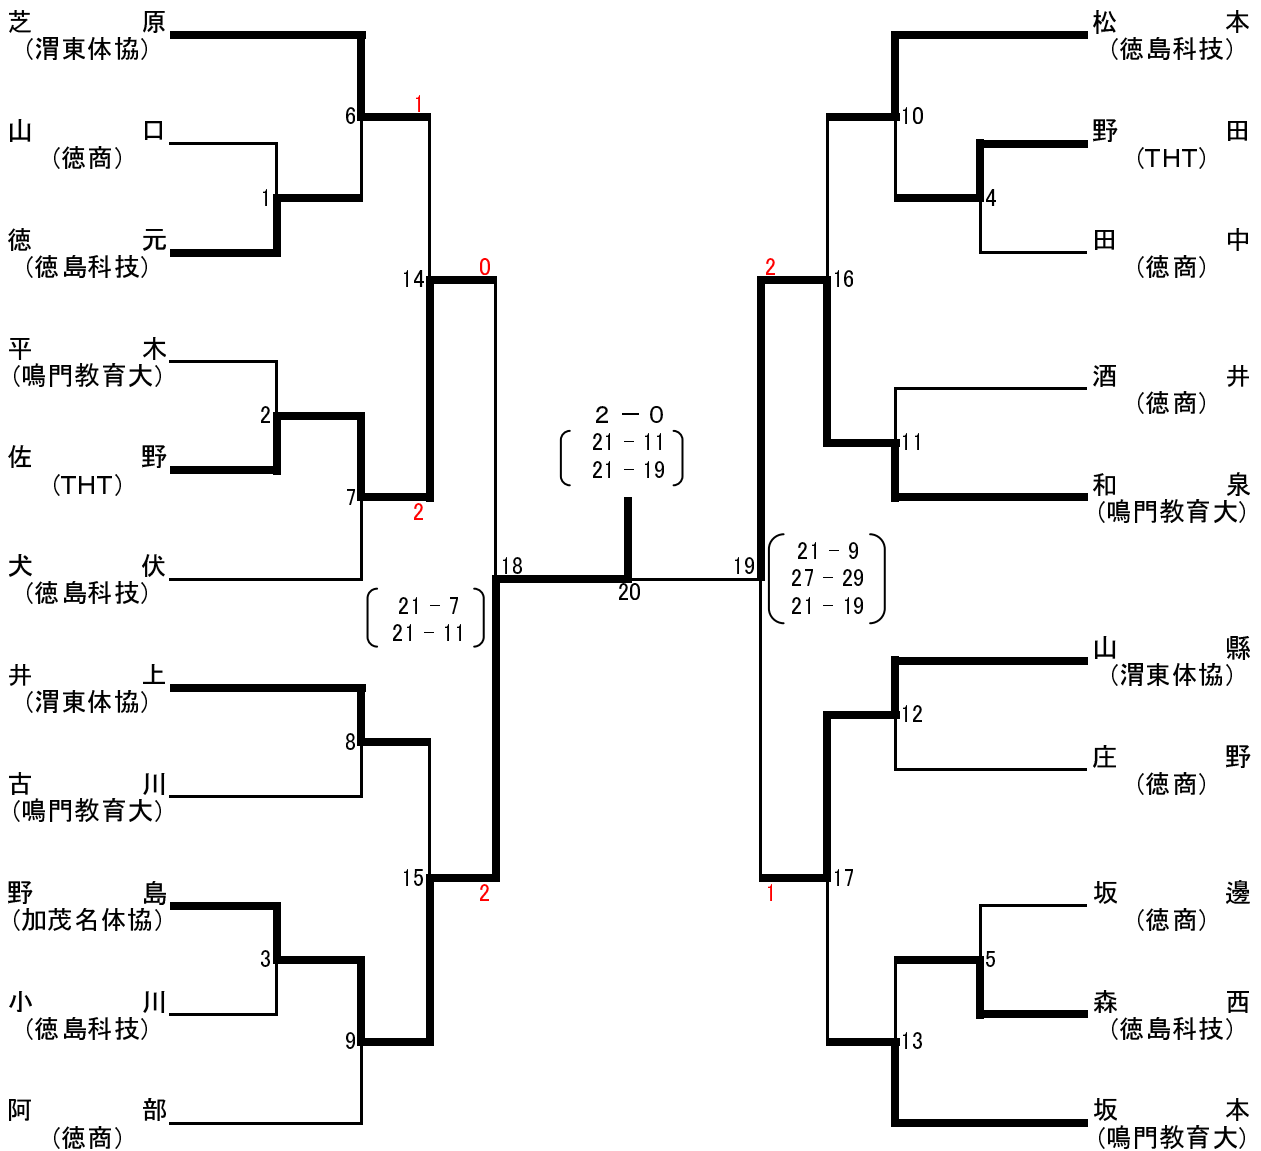 芝原
（渭東体協）
6
1
山口
（徳商）
1
徳元
（徳島科技）
14
0
平木
（鳴門教育大）
2
佐野
（THT）
7
2
犬伏
（徳島科技）
18
21 － 7
21 － 11
井上
（渭東体協）
8
古川
（鳴門教育大）
15
2
野島
（加茂名体協）
3
小川
（徳島科技）
9
阿部
（徳商）
2 － 0
21 － 11
21 － 19
20
松本
（徳島科技）
10
野田
（THT）
4
田中
（徳商）
2
16
酒井
（徳商）
11
和泉
（鳴門教育大）
19
21 － 9
27 － 29
21 － 19
山縣
（渭東体協）
12
庄野
（徳商）
17
1
坂邊
（徳商）
5
森西
（徳島科技）
13
坂本
（鳴門教育大）